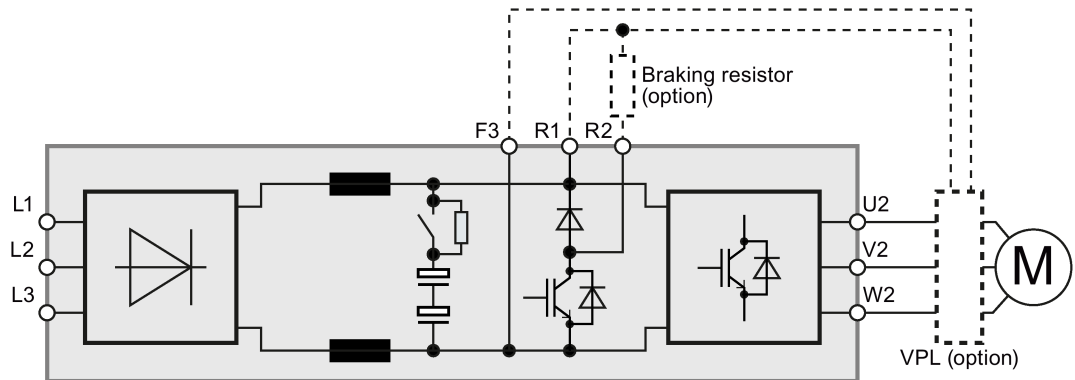 Braking resistor
(option)
F3 R1 R2
L1
L2
L3
U2
V2
W2
M
VPL (option)